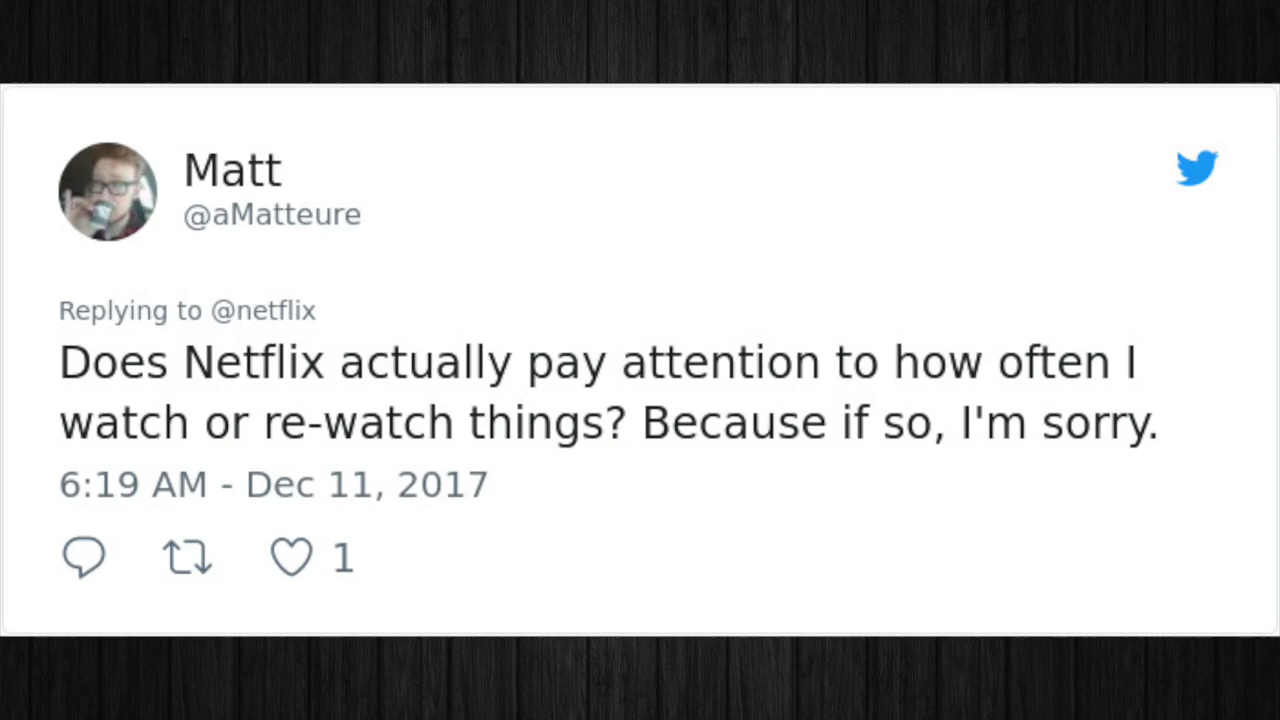 Matt
@aMatteure
Replying to @netflix
Does Netflix actually pay attention to how often I
watch or re-watch things? Because if so, I'm sorry.
6:19 AM - Dec 11, 2017
1